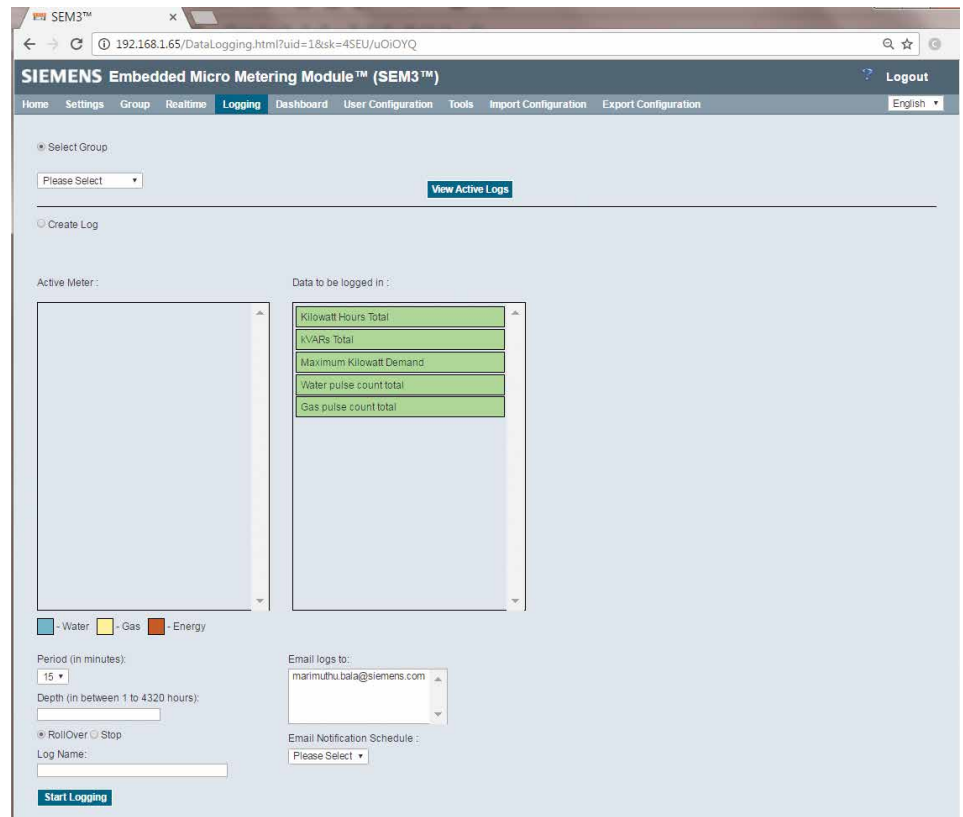 SEM3™
192.168.1.65/DataLogging.html?uid=1&sk=4SEU/uOiOYQ
SIEMENS Embedded Micro Metering Module™ (SEM3™)
? Logout
Home Settings Group Realtime Logging Dashboard User Configuration Tools Import Configuration Export Configuration English
Select Group
Please Select
View Active Logs
Create Log
Active Meter :
Data to be logged in :
Kilowatt Hours Total
kVARs Total
Maximum Kilowatt Demand
Water pulse count total
Gas pulse count total
- Water - Gas - Energy
Period (in minutes):
15
Depth (in between 1 to 4320 hours):
RollOver Stop
Log Name:
Email logs to:
marimuthu.bala@siemens.com
Email Notification Schedule :
Please Select
Start Logging